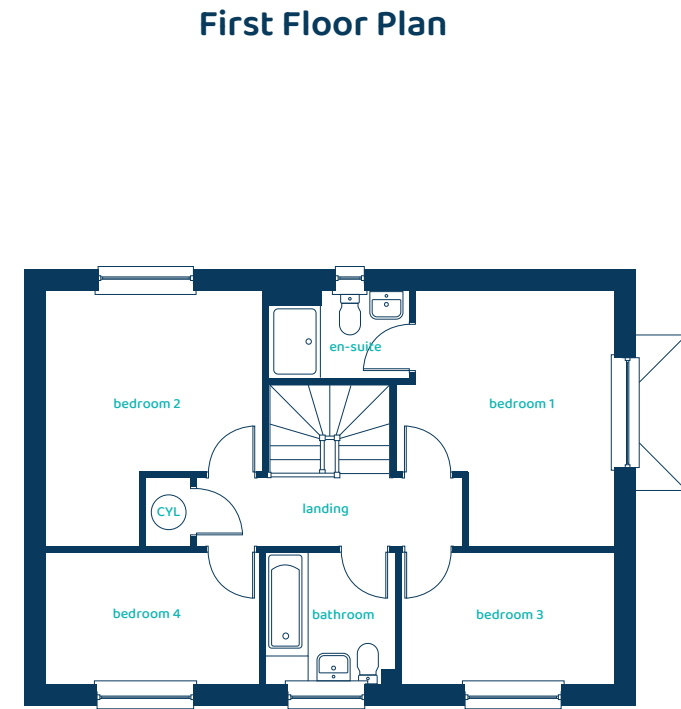 First Floor Plan
en-suite
bedroom 2
bedroom 1
CYL
landing
bedroom 4
bathroom
bedroom 3